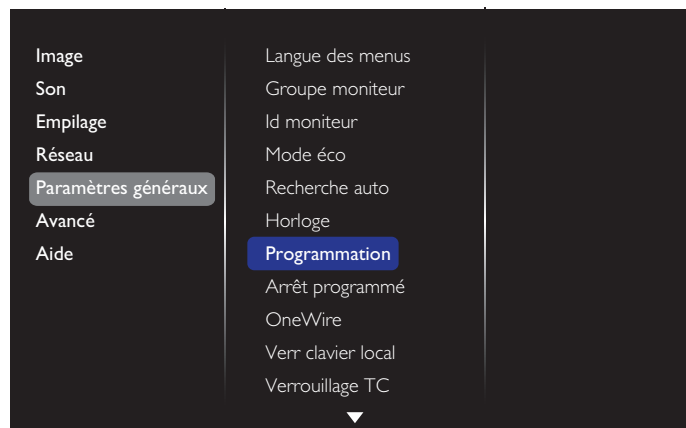 Image
Son
Empilage
Réseau
Paramètres généraux
Avancé
Aide
Langue des menus
Groupe moniteur
Id moniteur
Mode éco
Recherche auto
Horloge
Programmation
Arrêt programmé
OneWire
Verr clavier local
Verrouillage TC